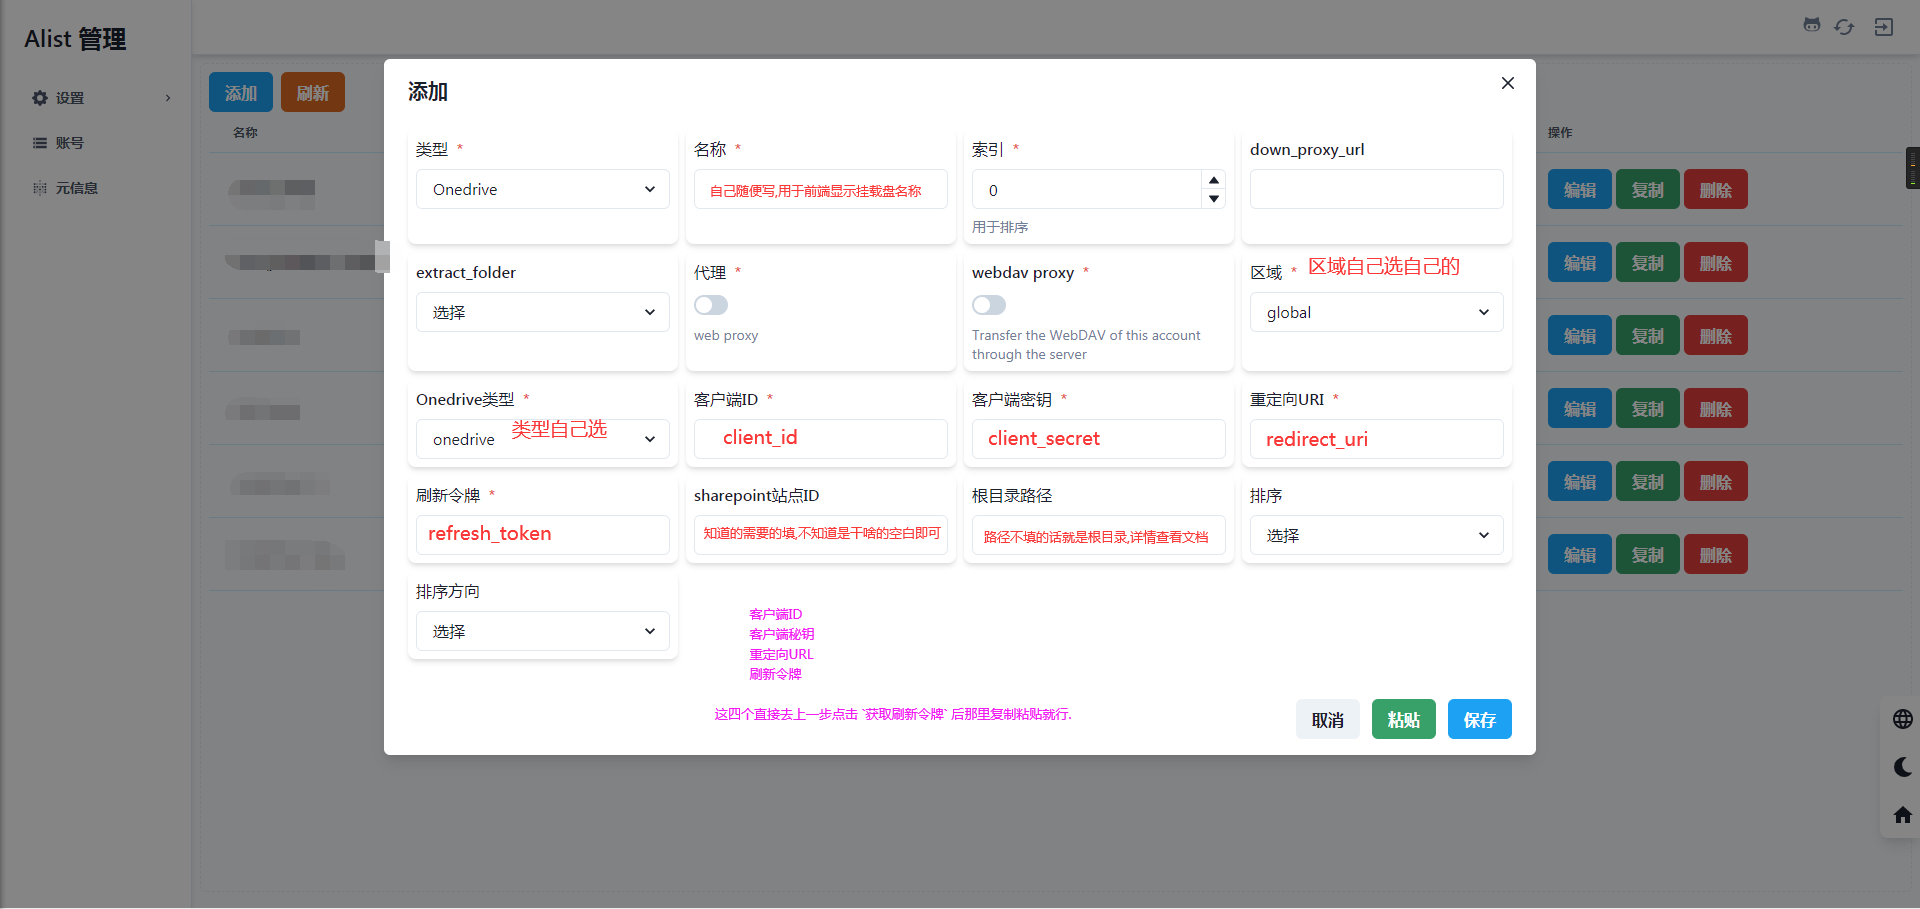 Alist 管理
设置
账号
元信息
添加
刷新
名称
操作
编辑 复制 删除
编辑 复制 删除
编辑 复制 删除
编辑 复制 删除
编辑 复制 删除
编辑 复制 删除
添加
类型 *
Onedrive
名称 *
自己随便写,用于前端显示挂载盘名称
索引 *
0
用于排序
down_proxy_url
extract_folder
选择
代理 *
web proxy
webdav proxy *
Transfer the WebDAV of this account
through the server
区域 * 区域自己选自己的
global
Onedrive类型 *
onedrive 类型自己选
客户端ID *
client_id
客户端密钥 *
client_secret
重定向URI *
redirect_uri
刷新令牌 *
refresh_token
sharepoint站点ID
知道的需要的填,不知道是干啥的空白即可
根目录路径
路径不填的话就是根目录,详情查看文档
排序
选择
排序方向
选择
客户端ID
客户端秘钥
重定向URL
刷新令牌
这四个直接去上一步点击 `获取刷新令牌` 后那里复制粘贴就行.
取消
粘贴
保存